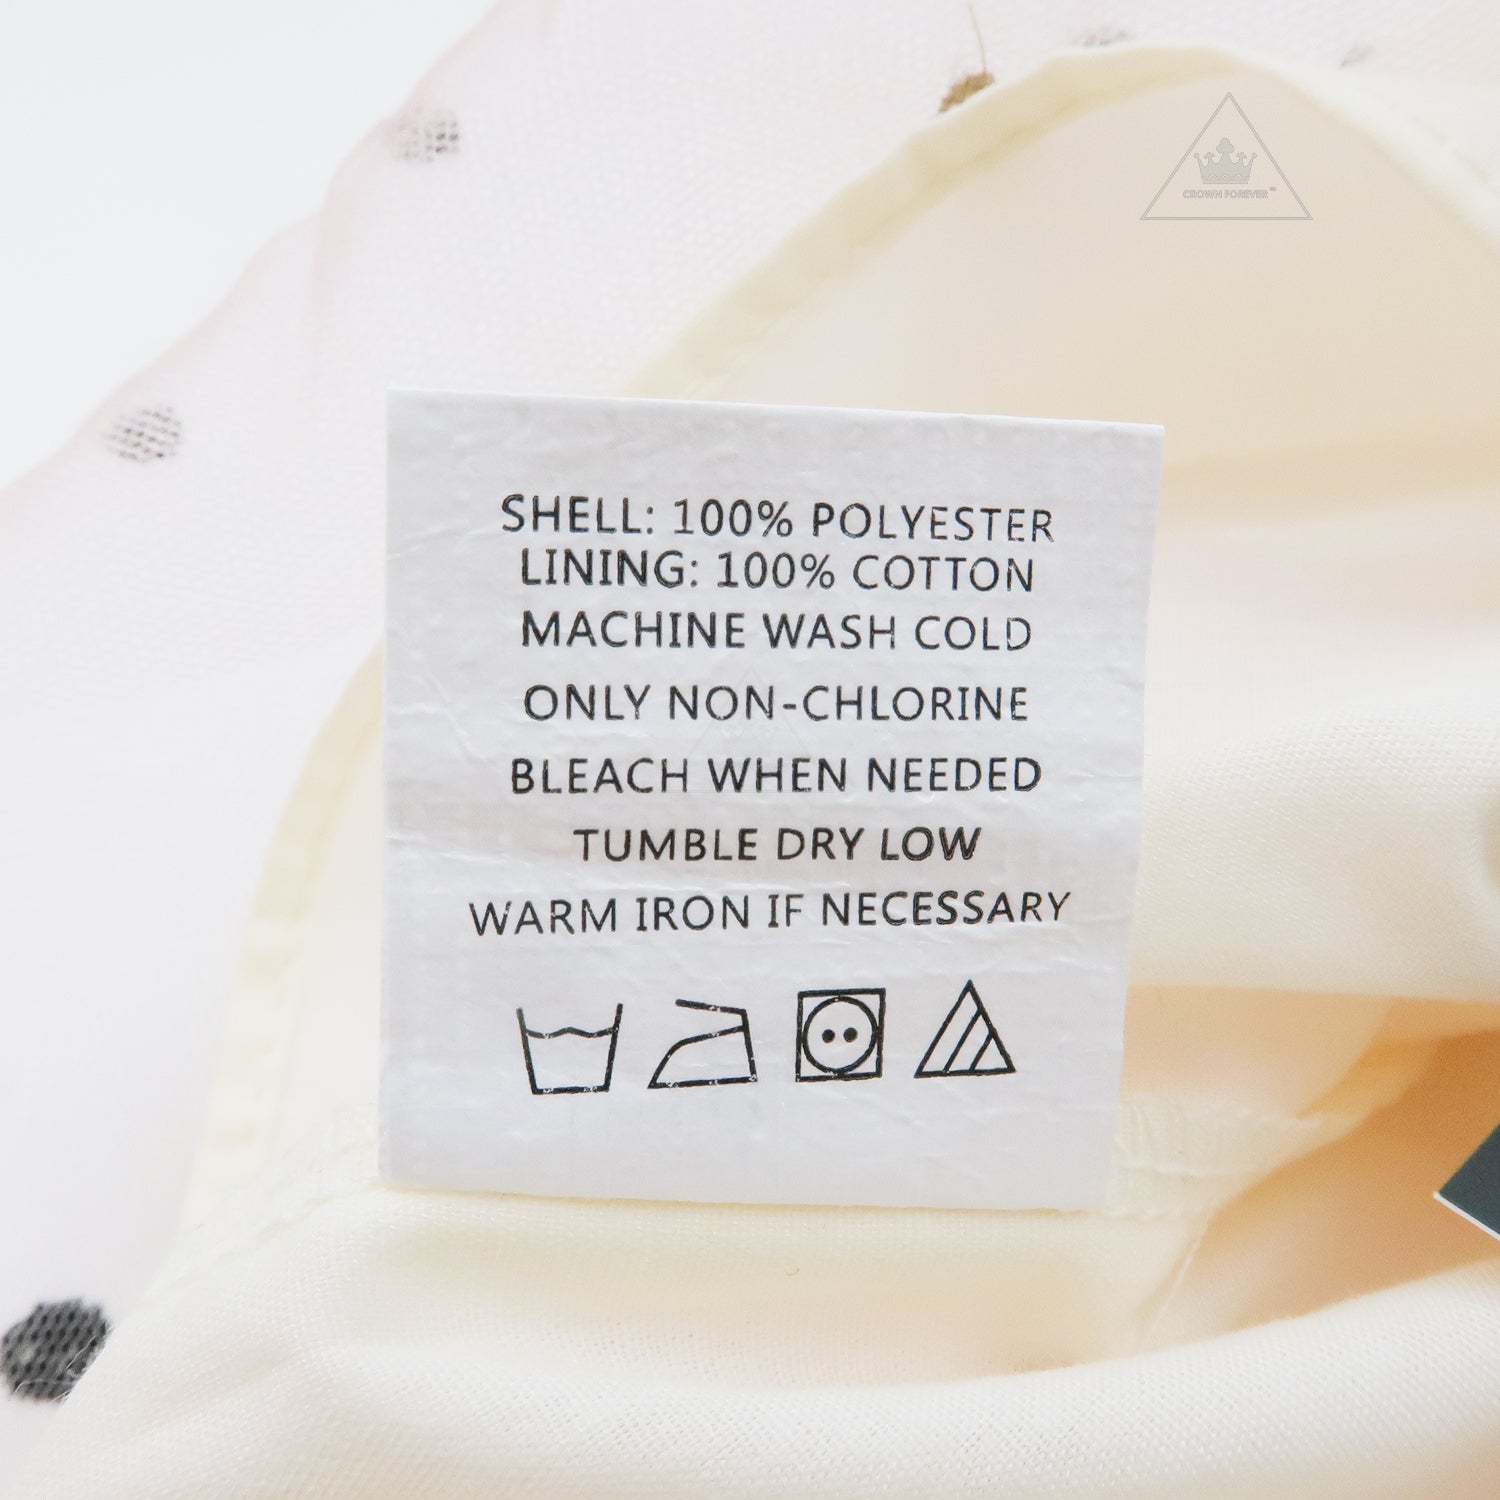 CROWN FOREVER
SHELL: 100% POLYESTER
LINING: 100% COTTON
MACHINE WASH COLD
ONLY NON-CHLORINE
BLEACH WHEN NEEDED
TUMBLE DRY LOW
WARM IRON IF NECESSARY